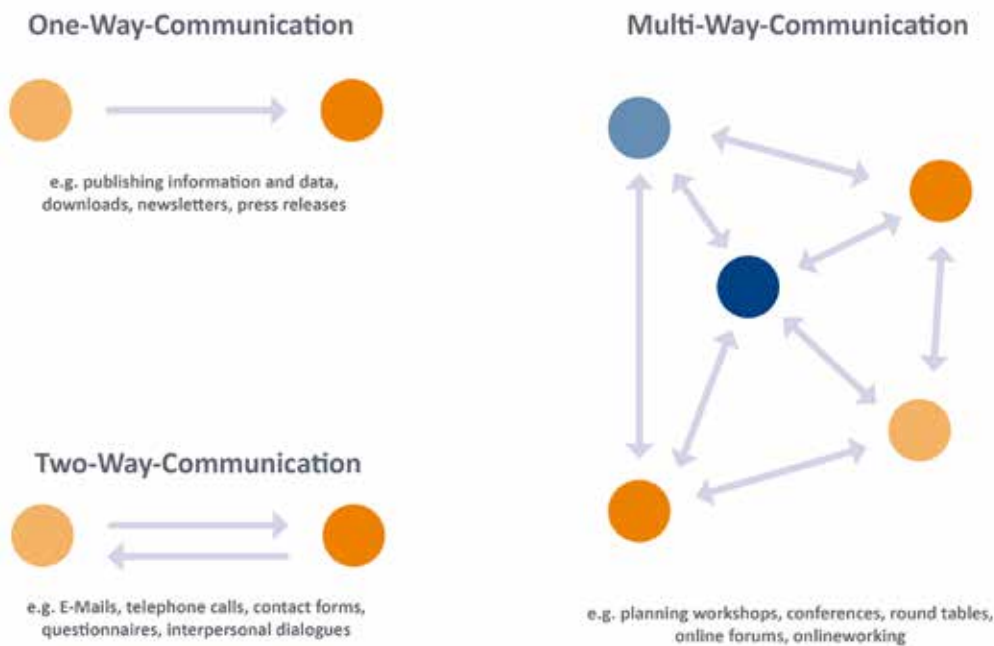 One-Way-Communication
e.g. publishing information and data,
downloads, newsletters, press releases
Two-Way-Communication
e.g. E-Mails, telephone calls, contact forms,
questionnaires, interpersonal dialogues
Multi-Way-Communication
e.g. planning workshops, conferences, round tables,
online forums, onlineworking